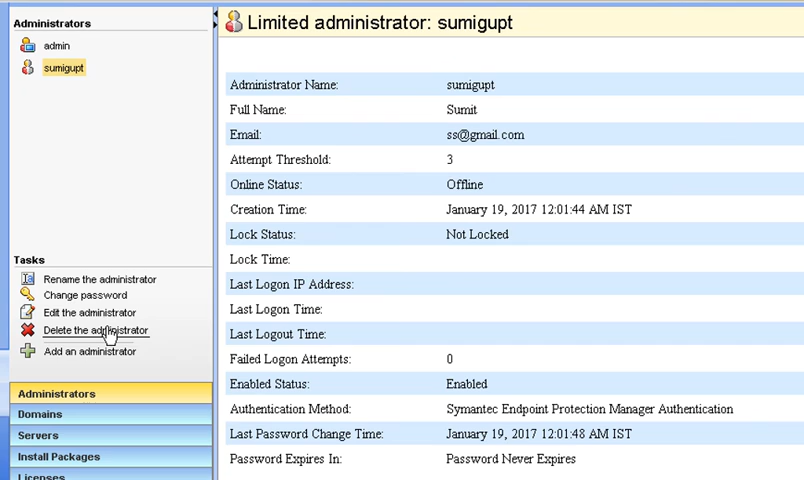 Administrators
admin
sumigupt
Tasks
Rename the administrator
Change password
Edit the administrator
Delete the administrator
Add an administrator
Administrators
Domains
Servers
Install Packages
Licenses
Limited administrator: sumigupt
Administrator Name: sumigupt
Full Name: Sumit
Email: ss@gmail.com
Attempt Threshold: 3
Online Status: Offline
Creation Time: January 19, 2017 12:01:44 AM IST
Lock Status: Not Locked
Lock Time:
Last Logon IP Address:
Last Logon Time:
Last Logout Time:
Failed Logon Attempts: 0
Enabled Status: Enabled
Authentication Method: Symantec Endpoint Protection Manager Authentication
Last Password Change Time: January 19, 2017 12:01:48 AM IST
Password Expires In: Password Never Expires